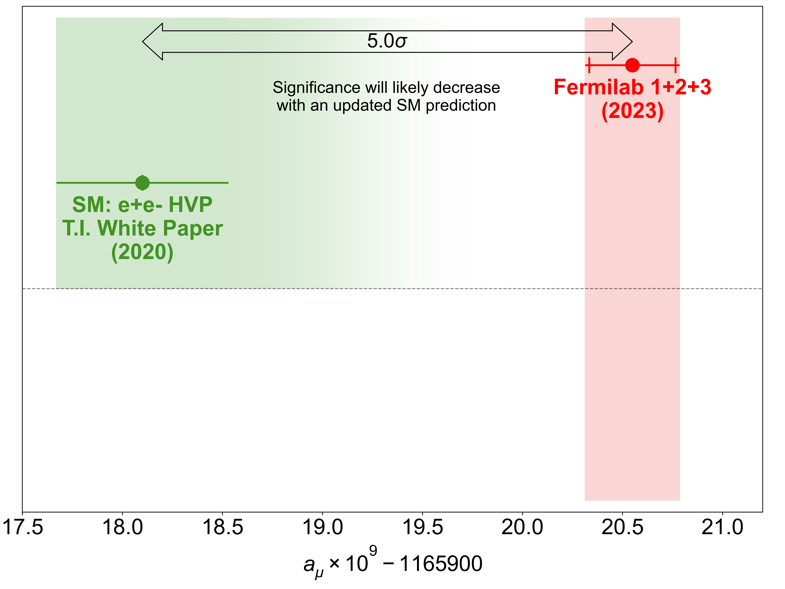 5.0σ
Significance will likely decrease
with an updated SM prediction
Fermilab 1+2+3
(2023)
SM: e+e- HVP
T.I. White Paper
(2020)
17.5 18.0 18.5 19.0 19.5 20.0 20.5 21.0
aμ × 10⁹ − 1165900